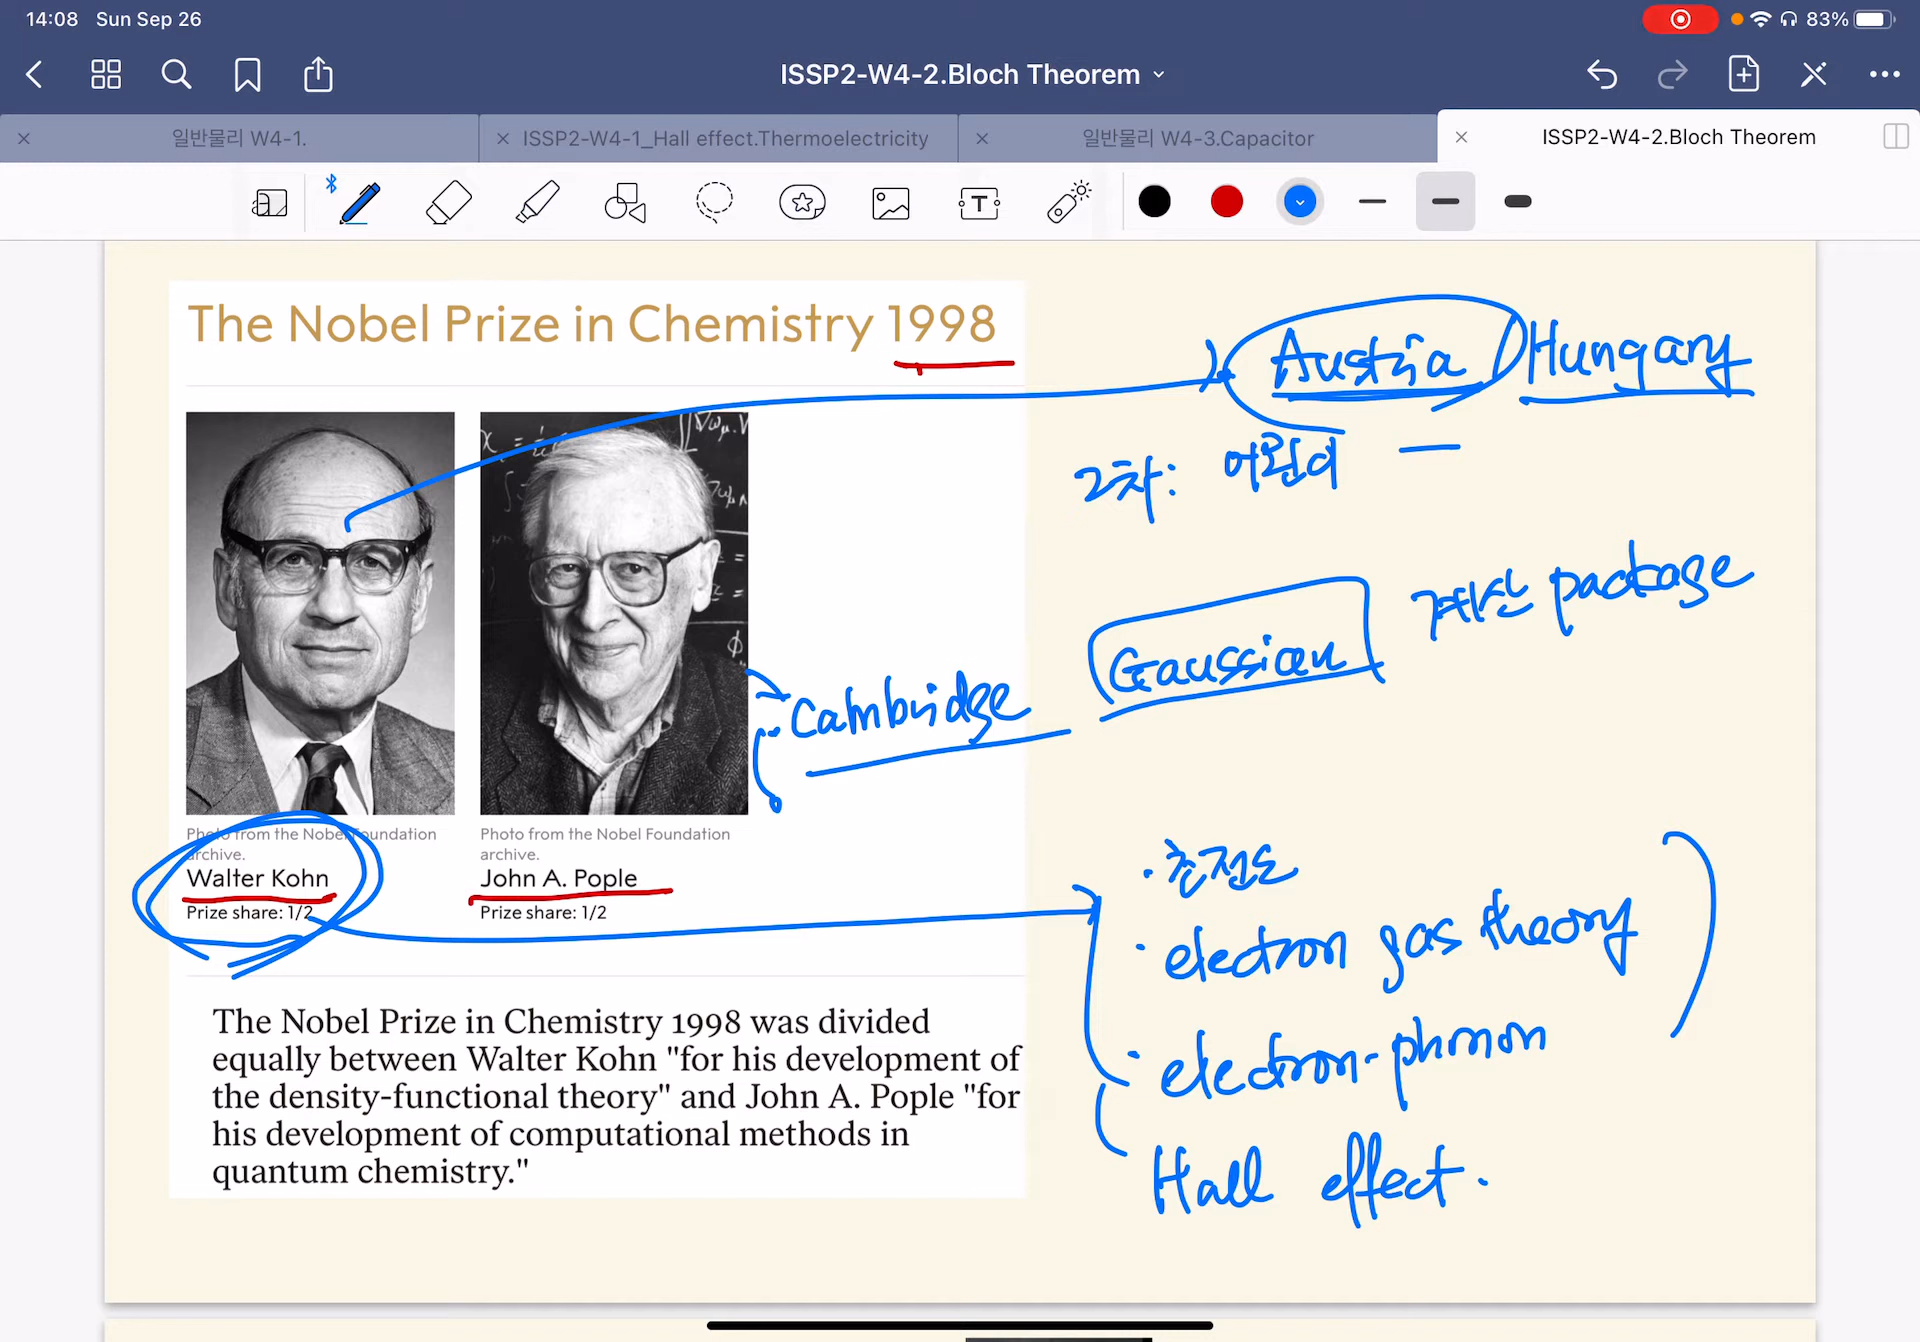 14:08 Sun Sep 26
83%
ISSP2-W4-2.Bloch Theorem
일반물리 W4-1.
ISSP2-W4-1_Hall effect.Thermoelectricity
일반물리 W4-3.Capacitor
ISSP2-W4-2.Bloch Theorem
The Nobel Prize in Chemistry 1998
Austria / Hungary
2차:
Gaussian 계산 package
Cambridge
Photo from the Nobel Foundation
archive.
Walter Kohn
Prize share: 1/2
Photo from the Nobel Foundation
archive.
John A. Pople
Prize share: 1/2
· 초전도
· electron gas theory
· electron-phonon
Hall effect.
The Nobel Prize in Chemistry 1998 was divided
equally between Walter Kohn "for his development of
the density-functional theory" and John A. Pople "for
his development of computational methods in
quantum chemistry."